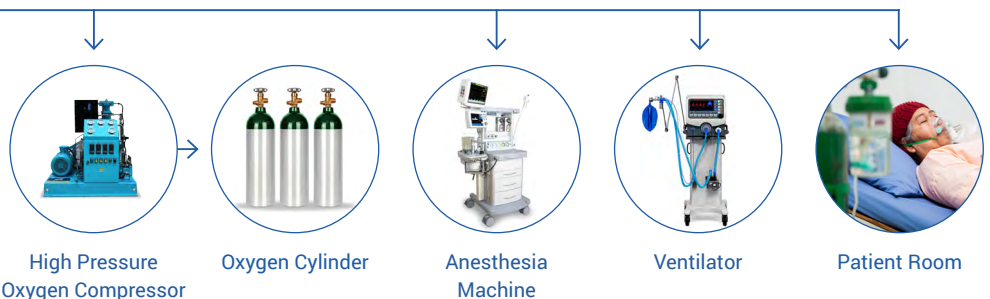 High Pressure
Oxygen Compressor
Oxygen Cylinder
Anesthesia
Machine
Ventilator
Patient Room